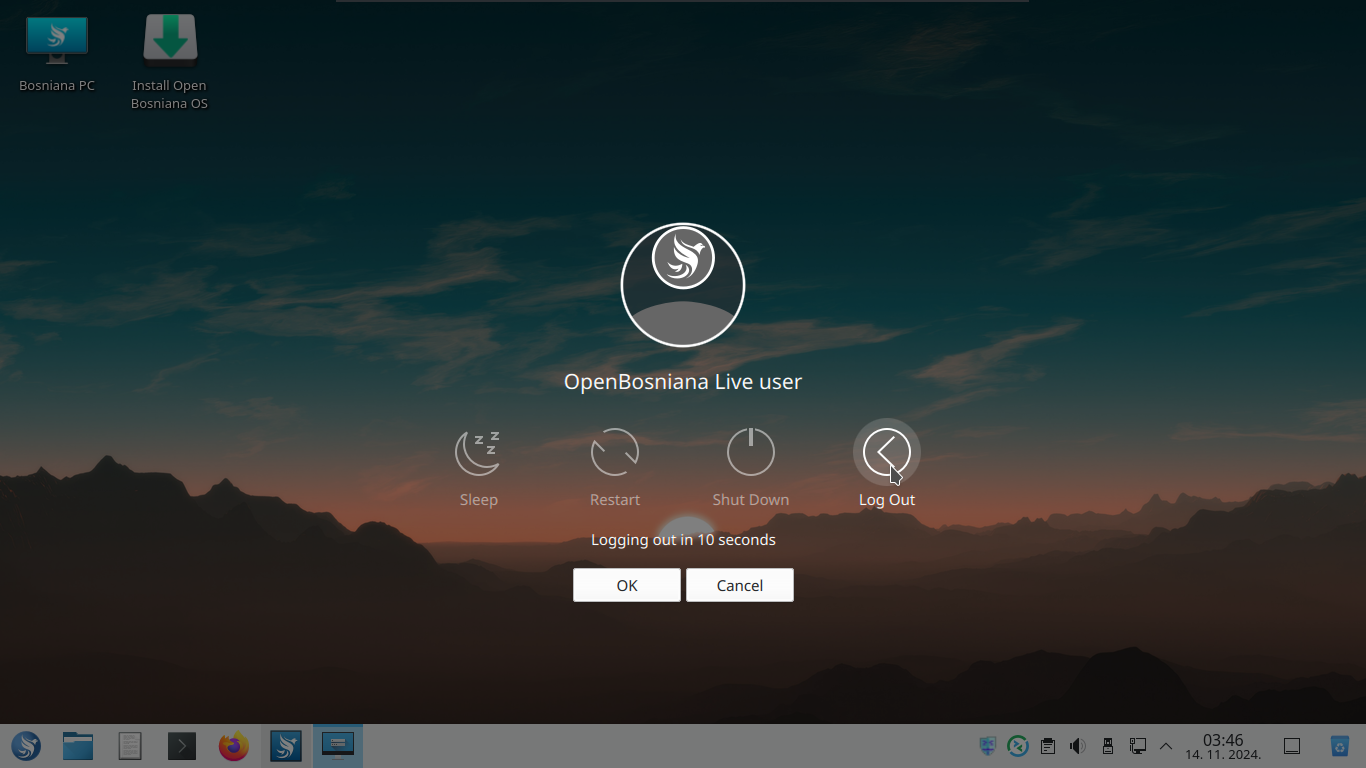 Bosniana PC
Install Open
Bosniana OS
OpenBosniana Live user
Sleep
Restart
Shut Down
Log Out
Logging out in 10 seconds
OK
Cancel
03:46
14. 11. 2024.